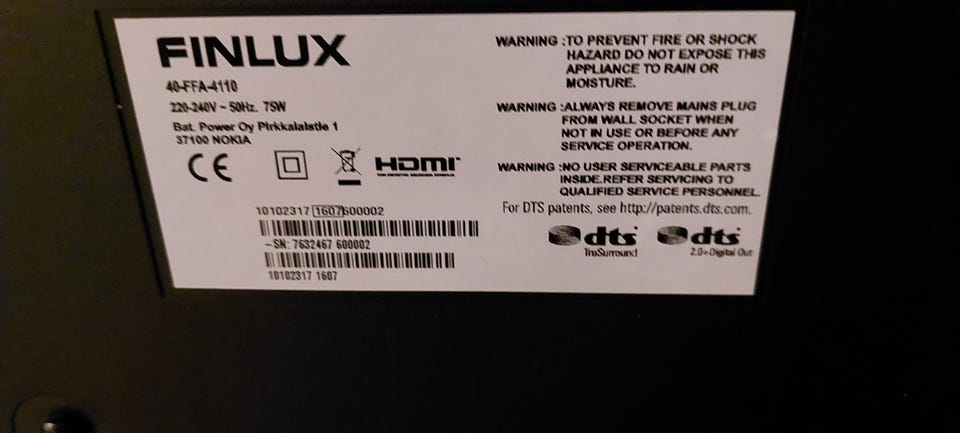 FINLUX
40-FFA-4110
220-240V ~ 50Hz. 75W
Bat. Power Oy Pirkkalaistie 1
37100 NOKIA
CE
HDMI
10102317 1607 600002
-SN: 7632467 600002
10102317 1607
WARNING :TO PREVENT FIRE OR SHOCK
HAZARD DO NOT EXPOSE THIS
APPLIANCE TO RAIN OR
MOISTURE.
WARNING :ALWAYS REMOVE MAINS PLUG
FROM WALL SOCKET WHEN
NOT IN USE OR BEFORE ANY
SERVICE OPERATION.
WARNING :NO USER SERVICEABLE PARTS
INSIDE.REFER SERVICING TO
QUALIFIED SERVICE PERSONNEL.
For DTS patents, see http://patents.dts.com.
dts
TruSurround
dts
2.0+Digital Out